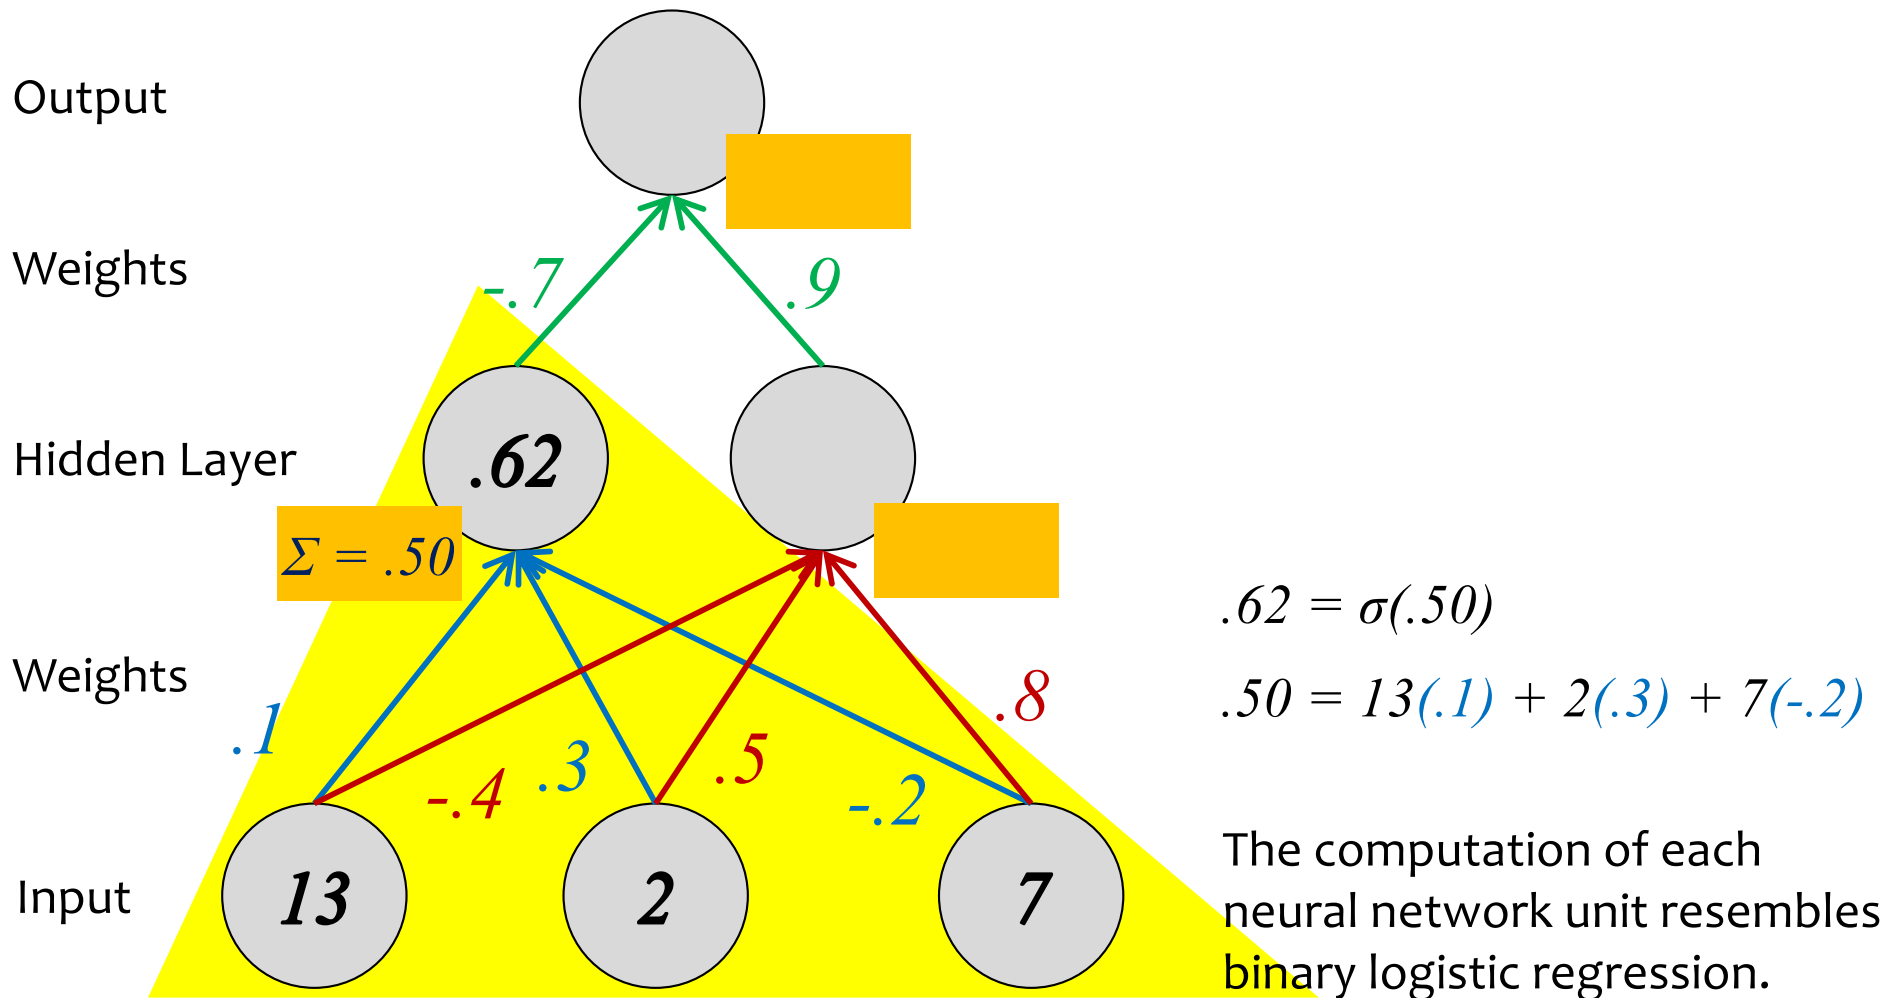 Output
Weights
-.7
.9
Hidden Layer
.62
Σ = .50
.62 = σ(.50)
Weights
.50 = 13(.1) + 2(.3) + 7(-.2)
.1
-.4
.3
.5
-.2
.8
Input
13
2
7
The computation of each
neural network unit resembles
binary logistic regression.